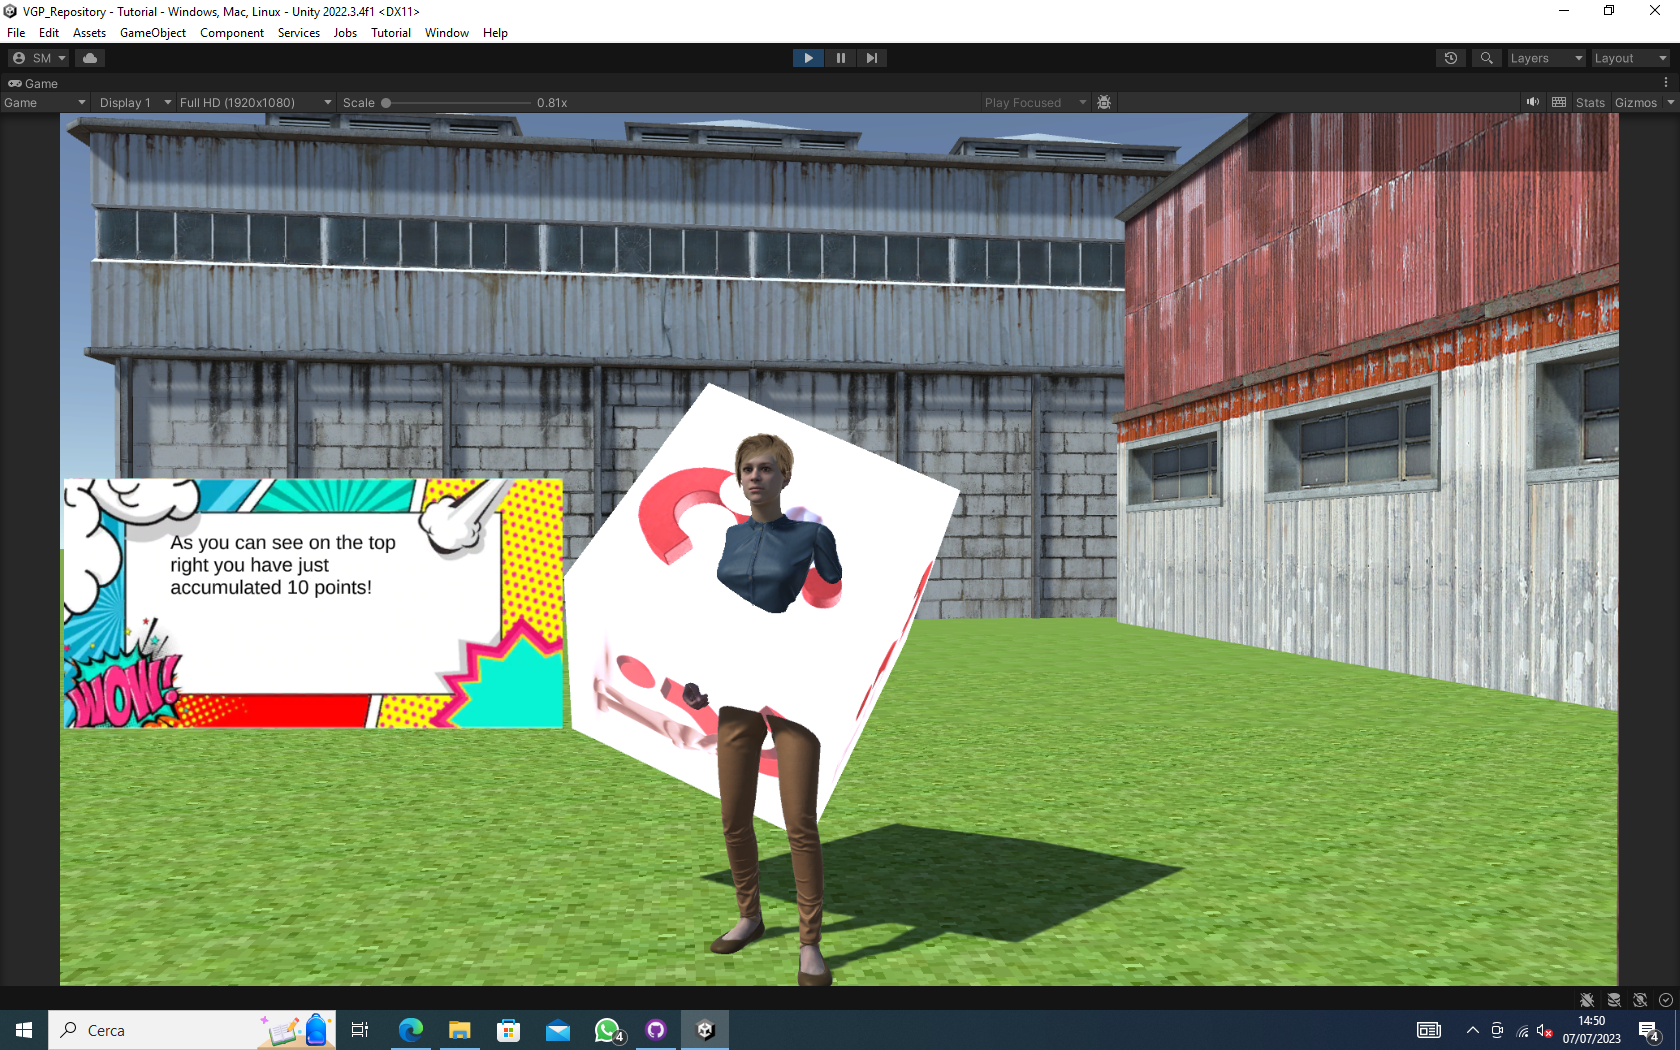 VGP_Repository - Tutorial - Windows, Mac, Linux - Unity 2022.3.4f1 <DX11>
File Edit Assets GameObject Component Services Jobs Tutorial Window Help
SM
Layers
Layout
Game
Game
Display 1
Full HD (1920x1080)
Scale
0.81x
Play Focused
Stats
Gizmos
As you can see on the top
right you have just
accumulated 10 points!
WOW!
Cerca
4
14:50
07/07/2023
4